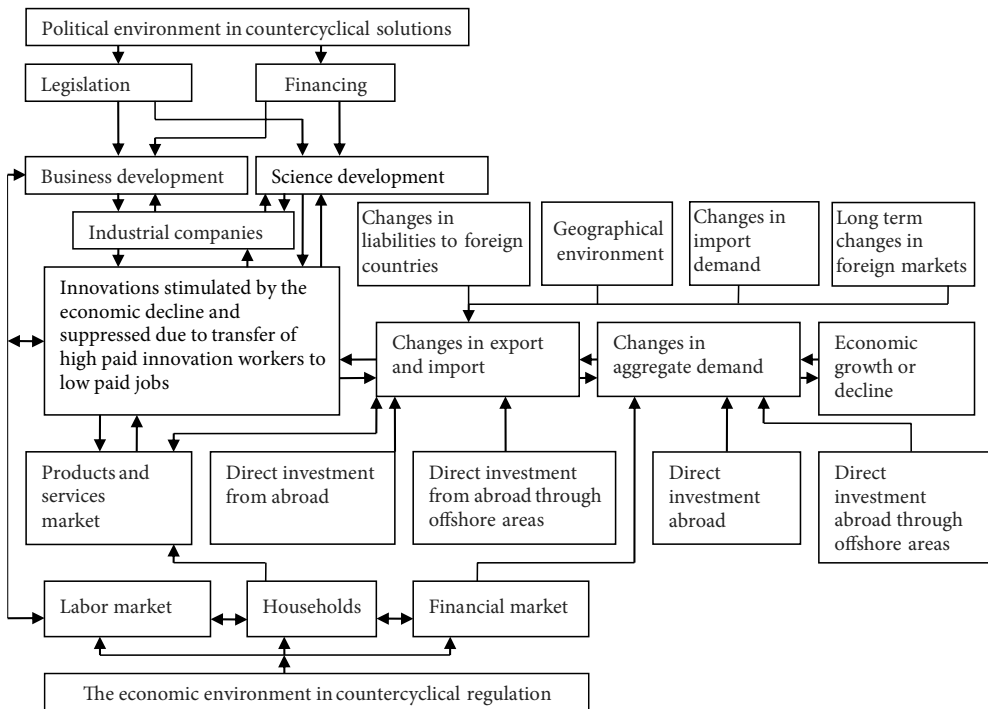 Political environment in countercyclical solutions
Legislation
Financing
Business development
Science development
Industrial companies
Changes in
liabilities to foreign
countries
Geographical
environment
Changes in
import
demand
Long term
changes in
foreign markets
Innovations stimulated by the
economic decline and
suppressed due to transfer of
high paid innovation workers to
low paid jobs
Changes in export
and import
Changes in
aggregate demand
Economic
growth or
decline
Products and
services
market
Direct investment
from abroad
Direct investment
from abroad through
offshore areas
Direct
investment
abroad
Direct
investment
abroad through
offshore areas
Labor market
Households
Financial market
The economic environment in countercyclical regulation